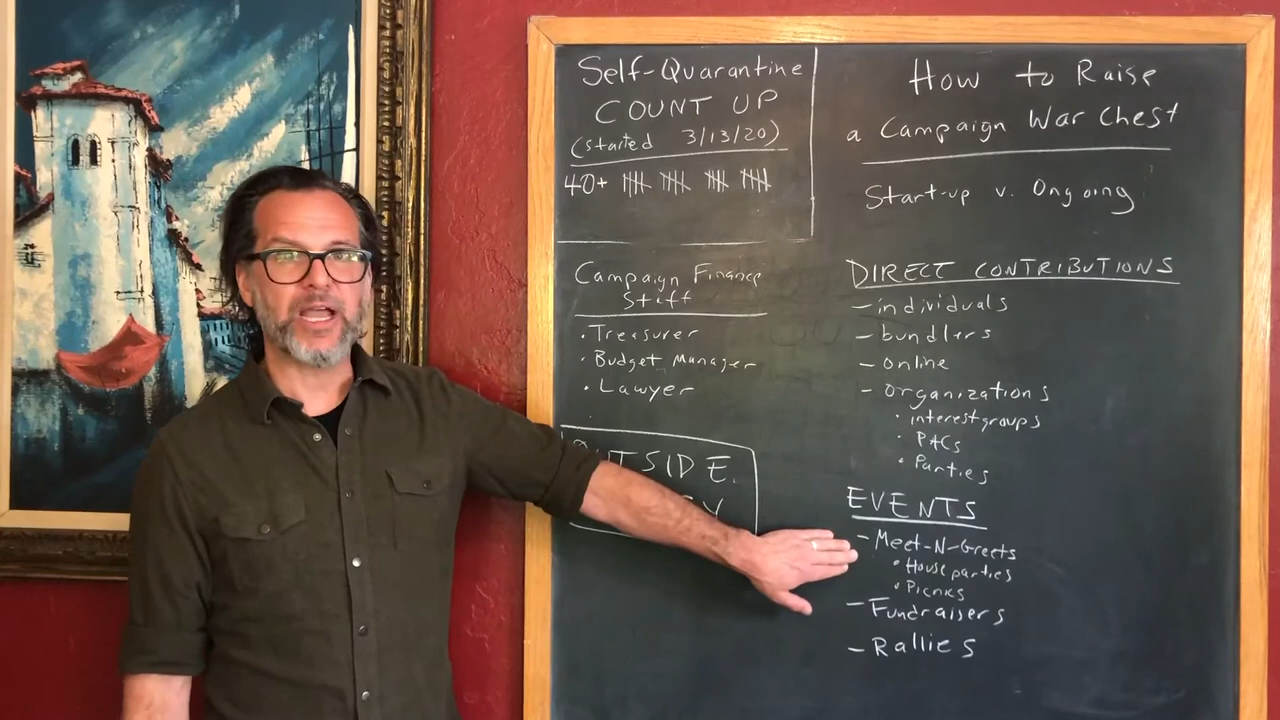 Self-Quarantine
COUNT UP
(started 3/13/20)
40+
Campaign Finance
Staff
• Treasurer
• Budget Manager
• Lawyer
How to Raise
a Campaign War Chest
Start-up v. Ongoing
DIRECT CONTRIBUTIONS
- individuals
- bundlers
- online
- organizations
• interest groups
• PACs
• Parties
EVENTS
- Meet-N-Greets
• House parties
• Picnics
- Fundraisers
- Rallies